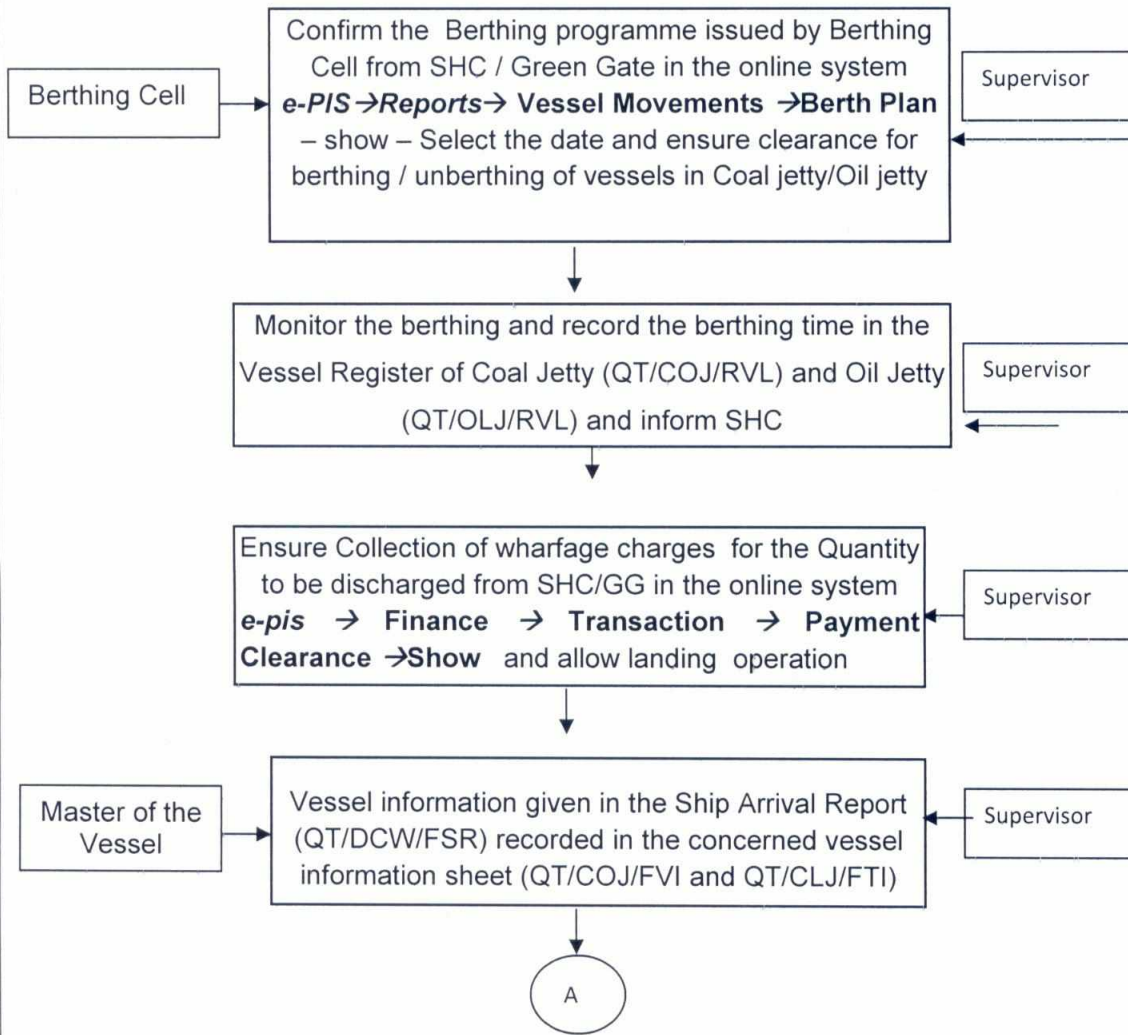 Confirm the Berthing programme issued by Berthing
Cell from SHC / Green Gate in the online system
e-PIS →Reports→ Vessel Movements →Berth Plan
– show – Select the date and ensure clearance for
berthing / unberthing of vessels in Coal jetty/Oil jetty
Berthing Cell
Supervisor
Monitor the berthing and record the berthing time in the
Vessel Register of Coal Jetty (QT/COJ/RVL) and Oil Jetty
(QT/OLJ/RVL) and inform SHC
Supervisor
Ensure Collection of wharfage charges for the Quantity
to be discharged from SHC/GG in the online system
e-pis → Finance → Transaction → Payment
Clearance →Show and allow landing operation
Supervisor
Master of the
Vessel
Vessel information given in the Ship Arrival Report
(QT/DCW/FSR) recorded in the concerned vessel
information sheet (QT/COJ/FVI and QT/CLJ/FTI)
Supervisor
A